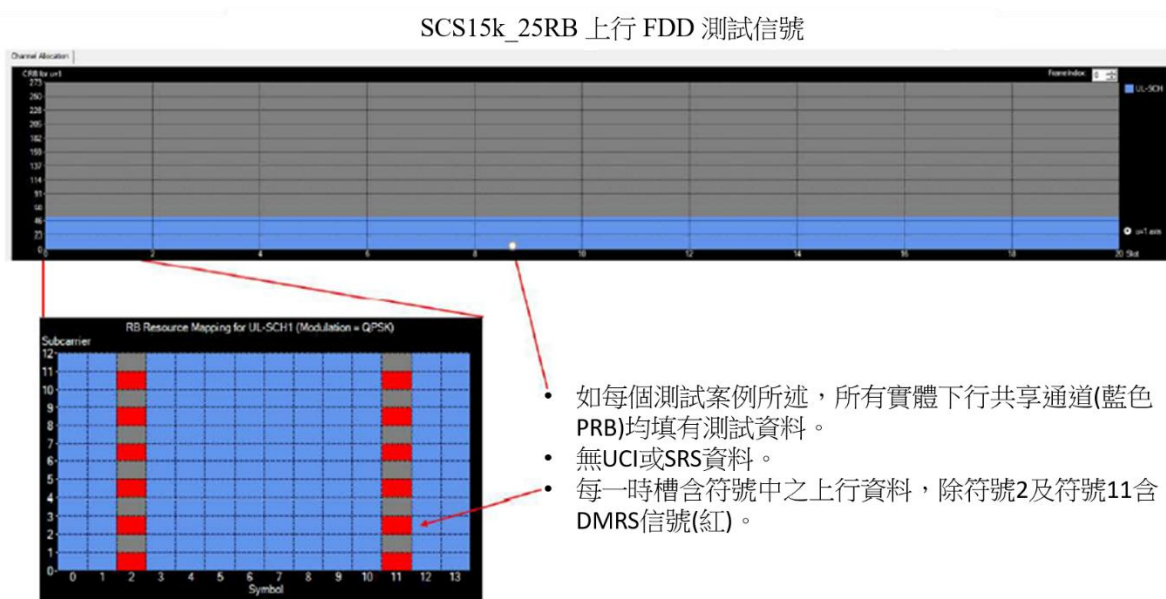 SCS15k_25RB 上行 FDD 測試信號
Channel Allocation
CRB for u=1
Frame Index: 0
273
250
228
205
182
159
137
114
91
68
46
23
0
UL-SCH
u=1 axis
0 2 4 6 8 10 12 14 16 18 20 Slot
RB Resource Mapping for UL-SCH1 (Modulation = QPSK)
Subcarrier
12
11
10
9
8
7
6
5
4
3
2
1
0
0 1 2 3 4 5 6 7 8 9 10 11 12 13
Symbol
• 如每個測試案例所述,所有實體下行共享通道(藍色
PRB)均填有測試資料。
• 無UCI或SRS資料。
• 每一時槽含符號中之上行資料,除符號2及符號11含
DMRS信號(紅)。